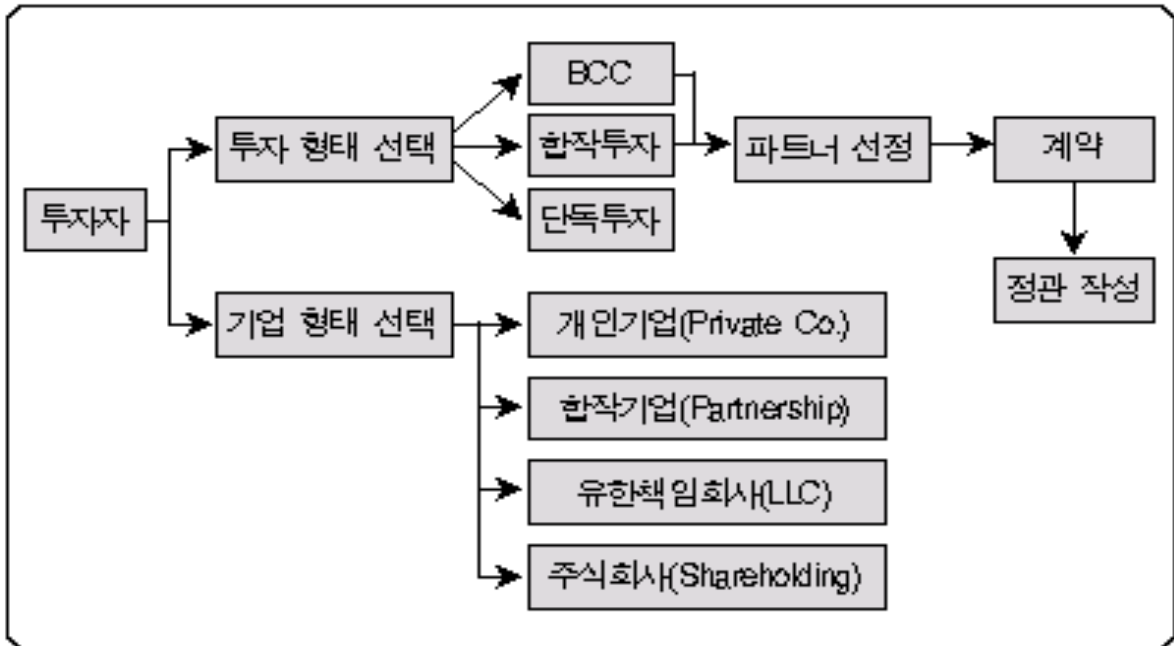 BCC
투자 형태 선택
합작투자
파트너 선정
계약
투자자
단독투자
정관 작성
기업 형태 선택
개인기업(Private Co.)
합작기업(Partnership)
유한책임회사(LLC)
주식회사(Shareholding)